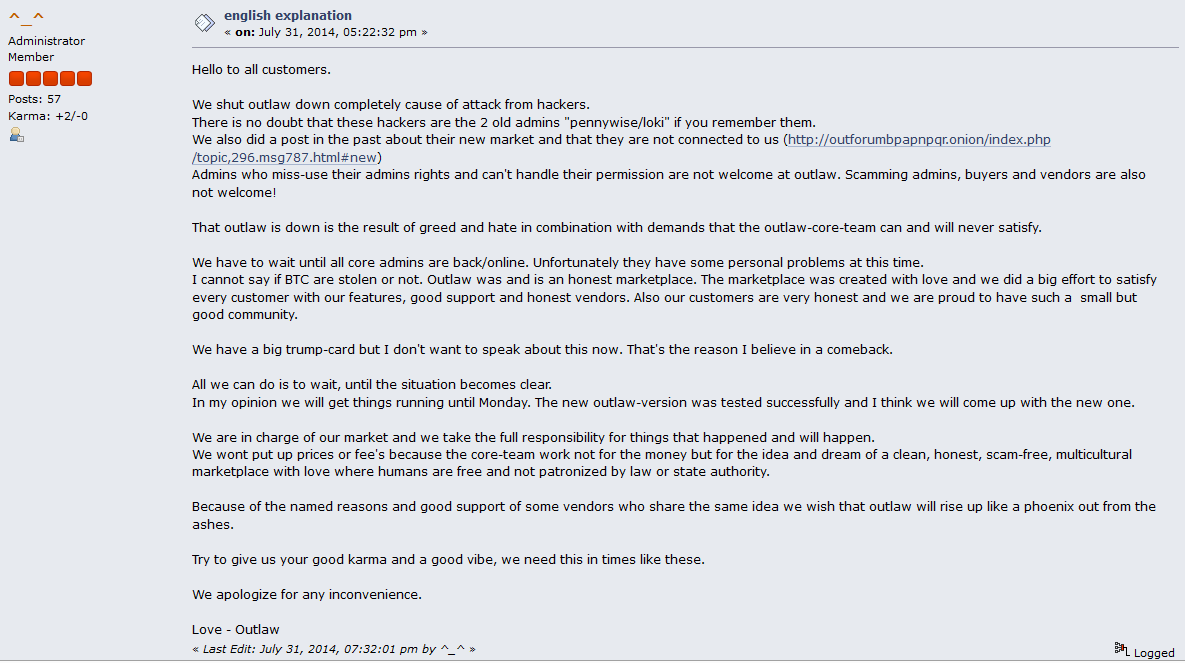 ^_^
Administrator
Member
Posts: 57
Karma: +2/-0
english explanation
« on: July 31, 2014, 05:22:32 pm »
Hello to all customers.
We shut outlaw down completely cause of attack from hackers.
There is no doubt that these hackers are the 2 old admins "pennywise/loki" if you remember them.
We also did a post in the past about their new market and that they are not connected to us (http://outforumbpapnpqr.onion/index.php
/topic,296.msg787.html#new)
Admins who miss-use their admins rights and can't handle their permission are not welcome at outlaw. Scamming admins, buyers and vendors are also
not welcome!
That outlaw is down is the result of greed and hate in combination with demands that the outlaw-core-team can and will never satisfy.
We have to wait until all core admins are back/online. Unfortunately they have some personal problems at this time.
I cannot say if BTC are stolen or not. Outlaw was and is an honest marketplace. The marketplace was created with love and we did a big effort to satisfy
every customer with our features, good support and honest vendors. Also our customers are very honest and we are proud to have such a  small but
good community.
We have a big trump-card but I don't want to speak about this now. That's the reason I believe in a comeback.
All we can do is to wait, until the situation becomes clear.
In my opinion we will get things running until Monday. The new outlaw-version was tested successfully and I think we will come up with the new one.
We are in charge of our market and we take the full responsibility for things that happened and will happen.
We wont put up prices or fee's because the core-team work not for the money but for the idea and dream of a clean, honest, scam-free, multicultural
marketplace with love where humans are free and not patronized by law or state authority.
Because of the named reasons and good support of some vendors who share the same idea we wish that outlaw will rise up like a phoenix out from the
ashes.
Try to give us your good karma and a good vibe, we need this in times like these.
We apologize for any inconvenience.
Love - Outlaw
« Last Edit: July 31, 2014, 07:32:01 pm by ^_^ »
Logged